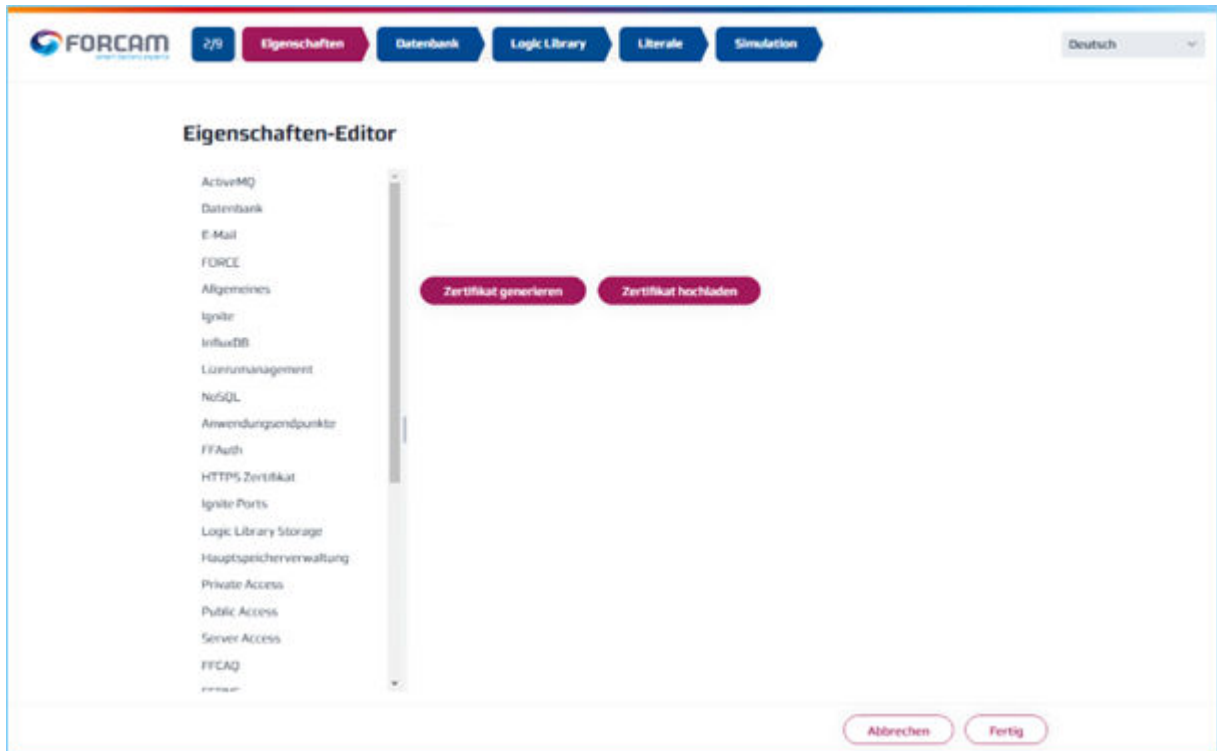 FORCAM
2/9
Eigenschaften
Datenbank
Logic Library
Literale
Simulation
Deutsch
Eigenschaften-Editor
ActiveMQ
Datenbank
E-Mail
FORCE
Allgemeines
Zertifikat generieren
Zertifikat hochladen
Ignite
InfluxDB
Lizenzmanagement
NoSQL
Anwendungsendpunkte
FFAuth
HTTPS Zertifikat
Ignite Ports
Logic Library Storage
Hauptspeicherverwaltung
Private Access
Public Access
Server Access
FFCAQ
Abbrechen
Fertig